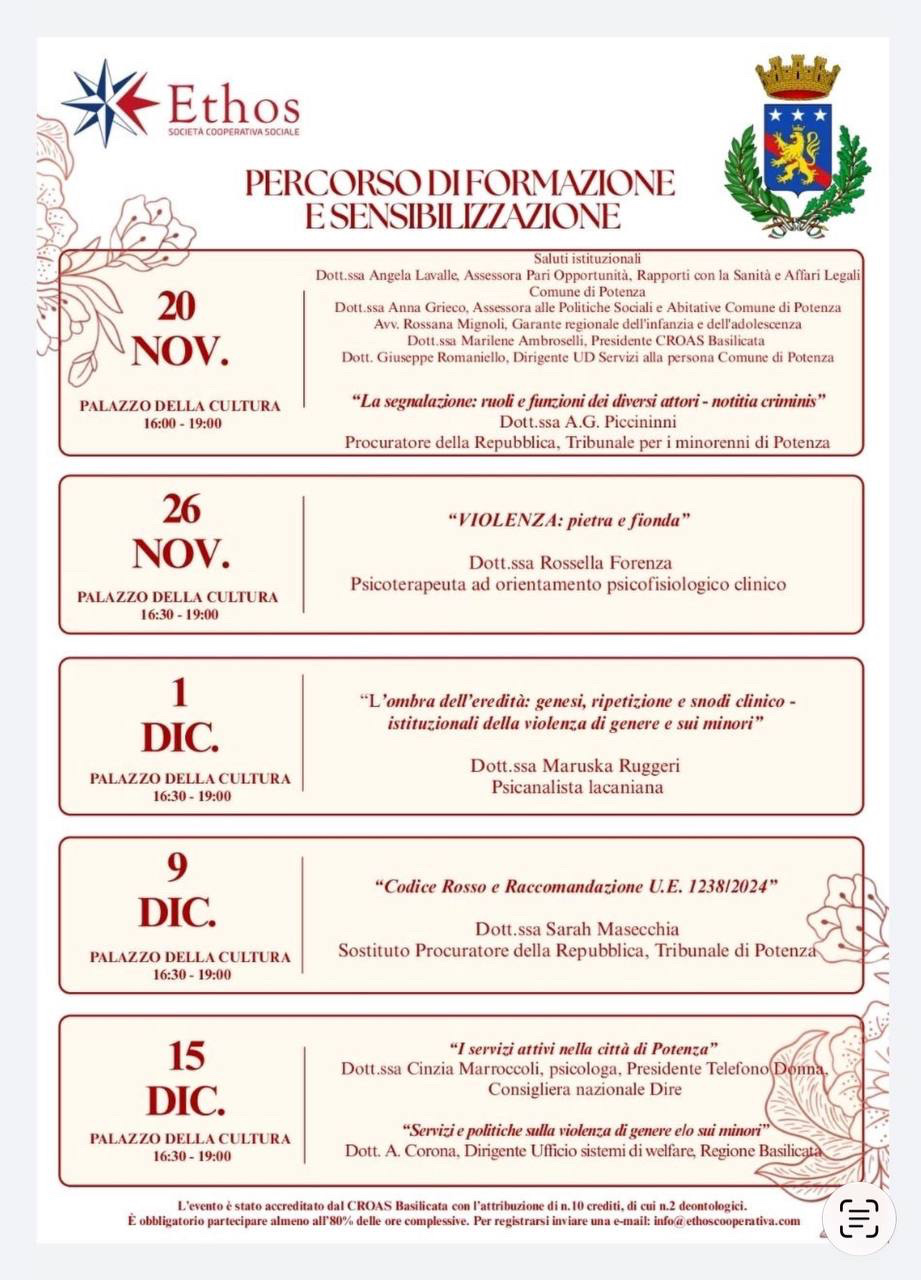 Ethos
SOCIETÀ COOPERATIVA SOCIALE
PERCORSO DI FORMAZIONE
E SENSIBILIZZAZIONE
20
NOV.
PALAZZO DELLA CULTURA
16:00 - 19:00
Saluti istituzionali
Dott.ssa Angela Lavalle, Assessora Pari Opportunità, Rapporti con la Sanità e Affari Legali
Comune di Potenza
Dott.ssa Anna Grieco, Assessora alle Politiche Sociali e Abitative Comune di Potenza
Avv. Rossana Mignoli, Garante regionale dell'infanzia e dell'adolescenza
Dott.ssa Marilene Ambroselli, Presidente CROAS Basilicata
Dott. Giuseppe Romaniello, Dirigente UD Servizi alla persona Comune di Potenza
“La segnalazione: ruoli e funzioni dei diversi attori - notitia criminis”
Dott.ssa A.G. Piccininni
Procuratore della Repubblica, Tribunale per i minorenni di Potenza
26
NOV.
PALAZZO DELLA CULTURA
16:30 - 19:00
“VIOLENZA: pietra e fionda”
Dott.ssa Rossella Forenza
Psicoterapeuta ad orientamento psicofisiologico clinico
1
DIC.
PALAZZO DELLA CULTURA
16:30 - 19:00
“L’ombra dell’eredità: genesi, ripetizione e snodi clinico -
istituzionali della violenza di genere e sui minori”
Dott.ssa Maruska Ruggeri
Psicanalista lacaniana
9
DIC.
PALAZZO DELLA CULTURA
16:30 - 19:00
“Codice Rosso e Raccomandazione U.E. 1238/2024”
Dott.ssa Sarah Masecchia
Sostituto Procuratore della Repubblica, Tribunale di Potenza
15
DIC.
PALAZZO DELLA CULTURA
16:30 - 19:00
“I servizi attivi nella città di Potenza”
Dott.ssa Cinzia Marroccoli, psicologa, Presidente Telefono Donna,
Consigliera nazionale Dire
“Servizi e politiche sulla violenza di genere e/o sui minori”
Dott. A. Corona, Dirigente Ufficio sistemi di welfare, Regione Basilicata
L’evento è stato accreditato dal CROAS Basilicata con l’attribuzione di n.10 crediti, di cui n.2 deontologici.
È obbligatorio partecipare almeno all’80% delle ore complessive. Per registrarsi inviare una e-mail: info@ethoscooperativa.com